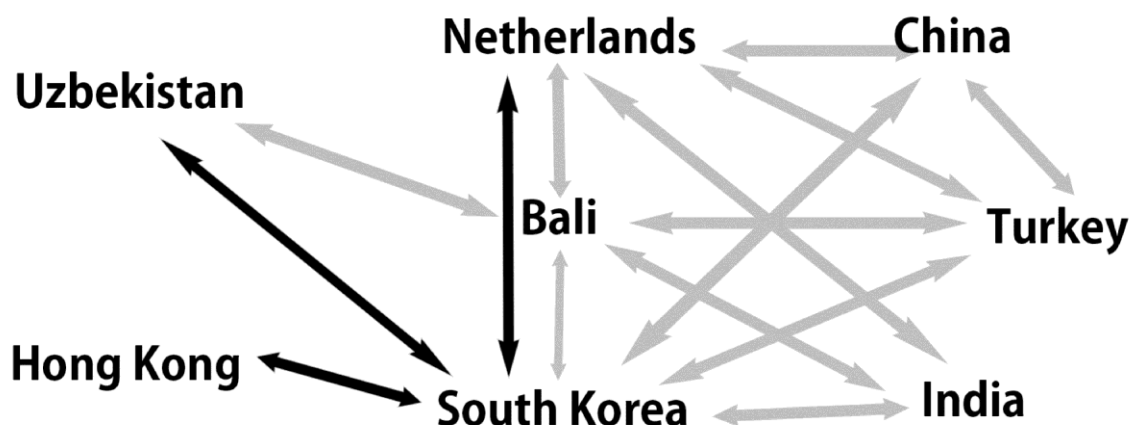 Netherlands
China
Uzbekistan
Bali
Turkey
Hong Kong
South Korea
India